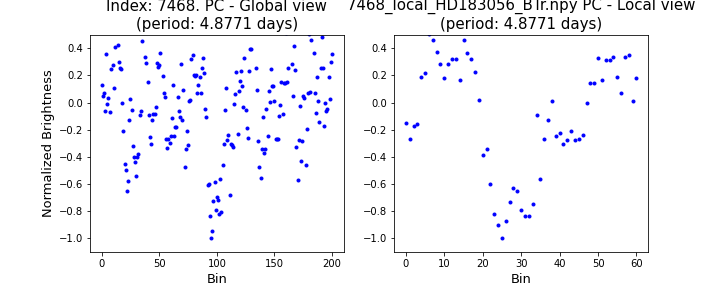 Index: 7468. PC - Global view
(period: 4.8771 days)
7468_local_HD183056_BTr.npy PC - Local view
(period: 4.8771 days)
Normalized Brightness
0.4
0.2
0.0
−0.2
−0.4
−0.6
−0.8
−1.0
0 50 100 150 200
Bin
0.4
0.2
0.0
−0.2
−0.4
−0.6
−0.8
−1.0
0 10 20 30 40 50 60
Bin